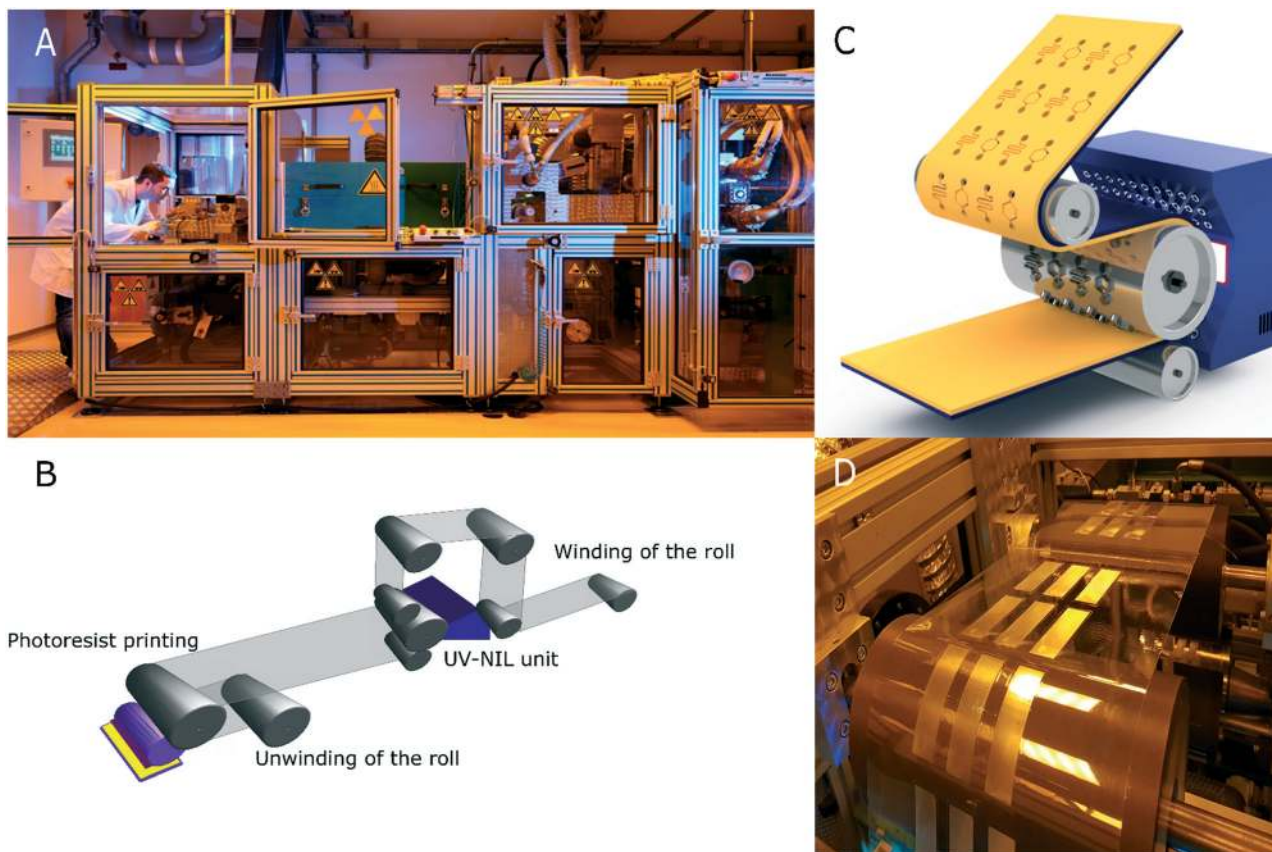 A
C
B
Winding of the roll
Photoresist printing
UV-NIL unit
Unwinding of the roll
D